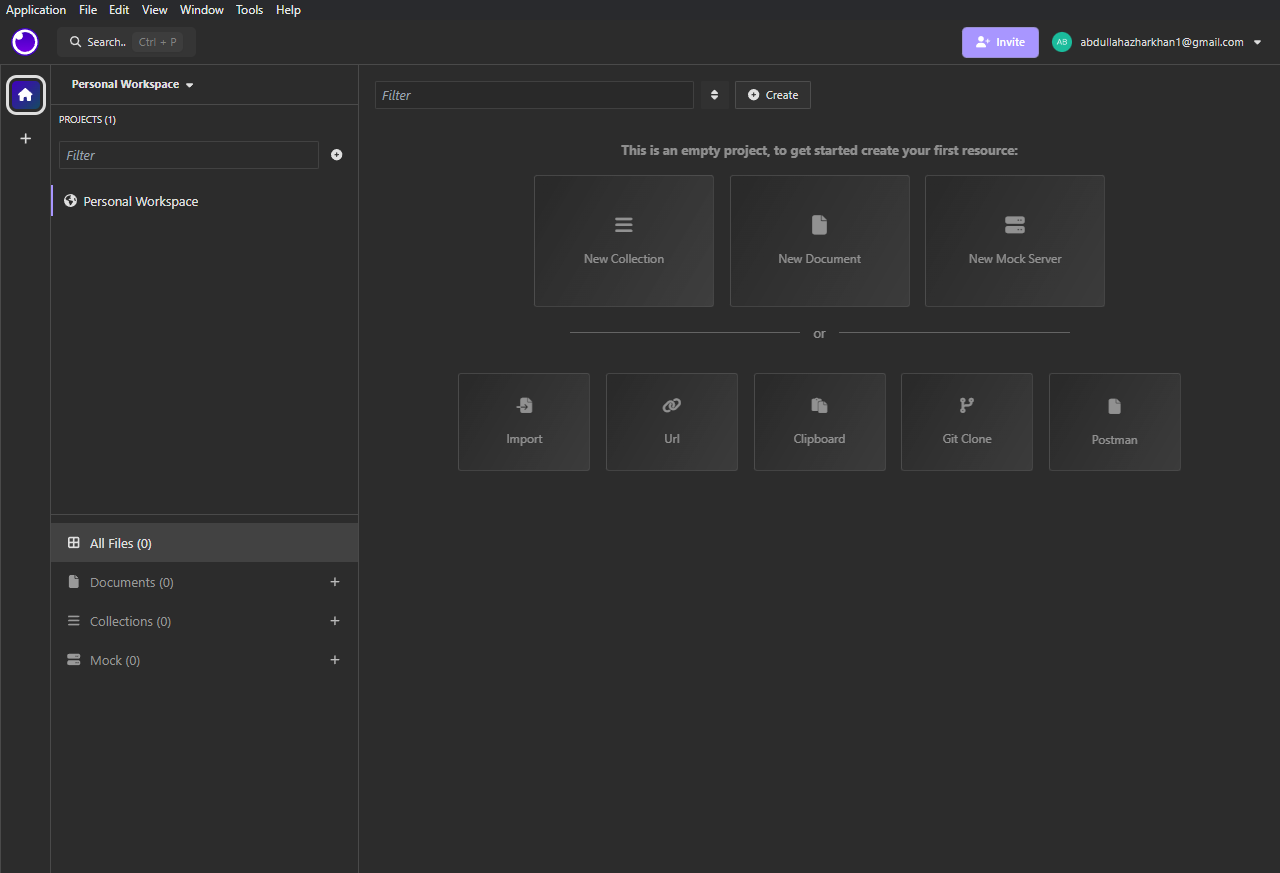 Application File Edit View Window Tools Help
Search.. Ctrl + P
Invite
AB
abdullahazharkhan1@gmail.com
Personal Workspace
PROJECTS (1)
Filter
Personal Workspace
All Files (0)
Documents (0)
Collections (0)
Mock (0)
Filter
Create
This is an empty project, to get started create your first resource:
New Collection
New Document
New Mock Server
or
Import
Url
Clipboard
Git Clone
Postman